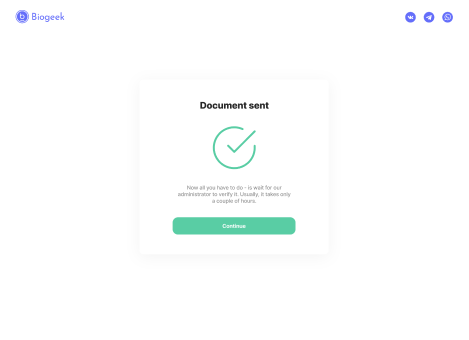 Biogeek
Document sent
Now all you have to do - is wait for our
administrator to verify it. Usually, it takes only
a couple of hours.
Continue